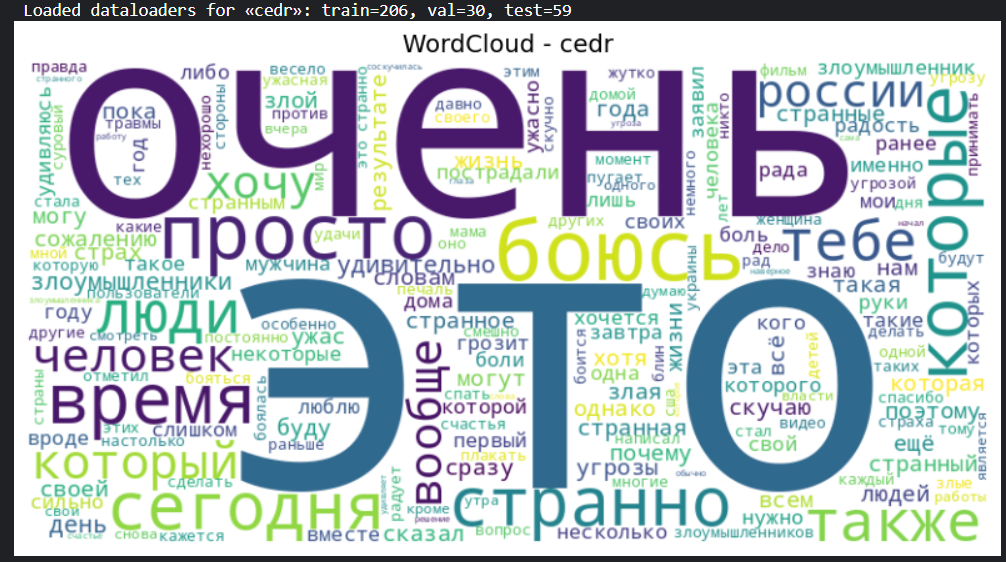 Loaded dataloaders for «cedr»: train=206, val=30, test=59
WordCloud - cedr
правда
странного
либо
весело
соскучилась
этим
жутко
фильм
злоумышленник
ужасная
угрозу
очень
россии
странные
пока
травмы
работу
злой
против
вчера
давно
своего
домой
года
угроза
никто
радость
сама
ранее
удивляюсь
суровый
год
нехорошо
стороны
это странно
результате
ужасно
скучно
заявил
человека
которые
принимать
тех
хочу
мир
жизнь
пострадали
глаза
момент
пугает
одного
лишь
немного
лет
рада
именно
угрозой
мои
дня
стала
странным
могу
какие
просто
удачи
мама
оно
других
своих
женщина
начал
сожалению
мной
страх
боюсь
боль
дело
рад
наверное
тебе
будут
которую
такое
мужчина
удивительно
словам
украины
знаю
нам
злоумышленники
печаль
думаю
такая
которых
пользователи
злоумышленника
дома
руки
году
люди
особенно
странное
хочется
завтра
жизни
кого
всё
такие
делать
другие
смотреть
постоянно
ужас
смешно
грозит
боится
хотя
блин
детей
одной
человек
некоторые
вообще
боли
одна
эта
таких
страны
отметил
бояться
это
могут
злая
сша
которого
власти
которая
спать
слова
время
боялась
люблю
которой
счастья
однако
скучаю
спасибо
поэтому
этих
слишком
буду
первый
странная
написал
стал
видео
страха
тому
вроде
настолько
раньше
плакать
почему
свой
ещё
является
который
сразу
угрозы
многие
обычно
каждый
странный
своей
сделать
удивляет
радует
утра
странно
всем
злые
сильно
свой
сегодня
кроме
решение
людей
работы
день
счастье
снова
кажется
вместе
сказал
вопрос
несколько
нужно
злоумышленников
также